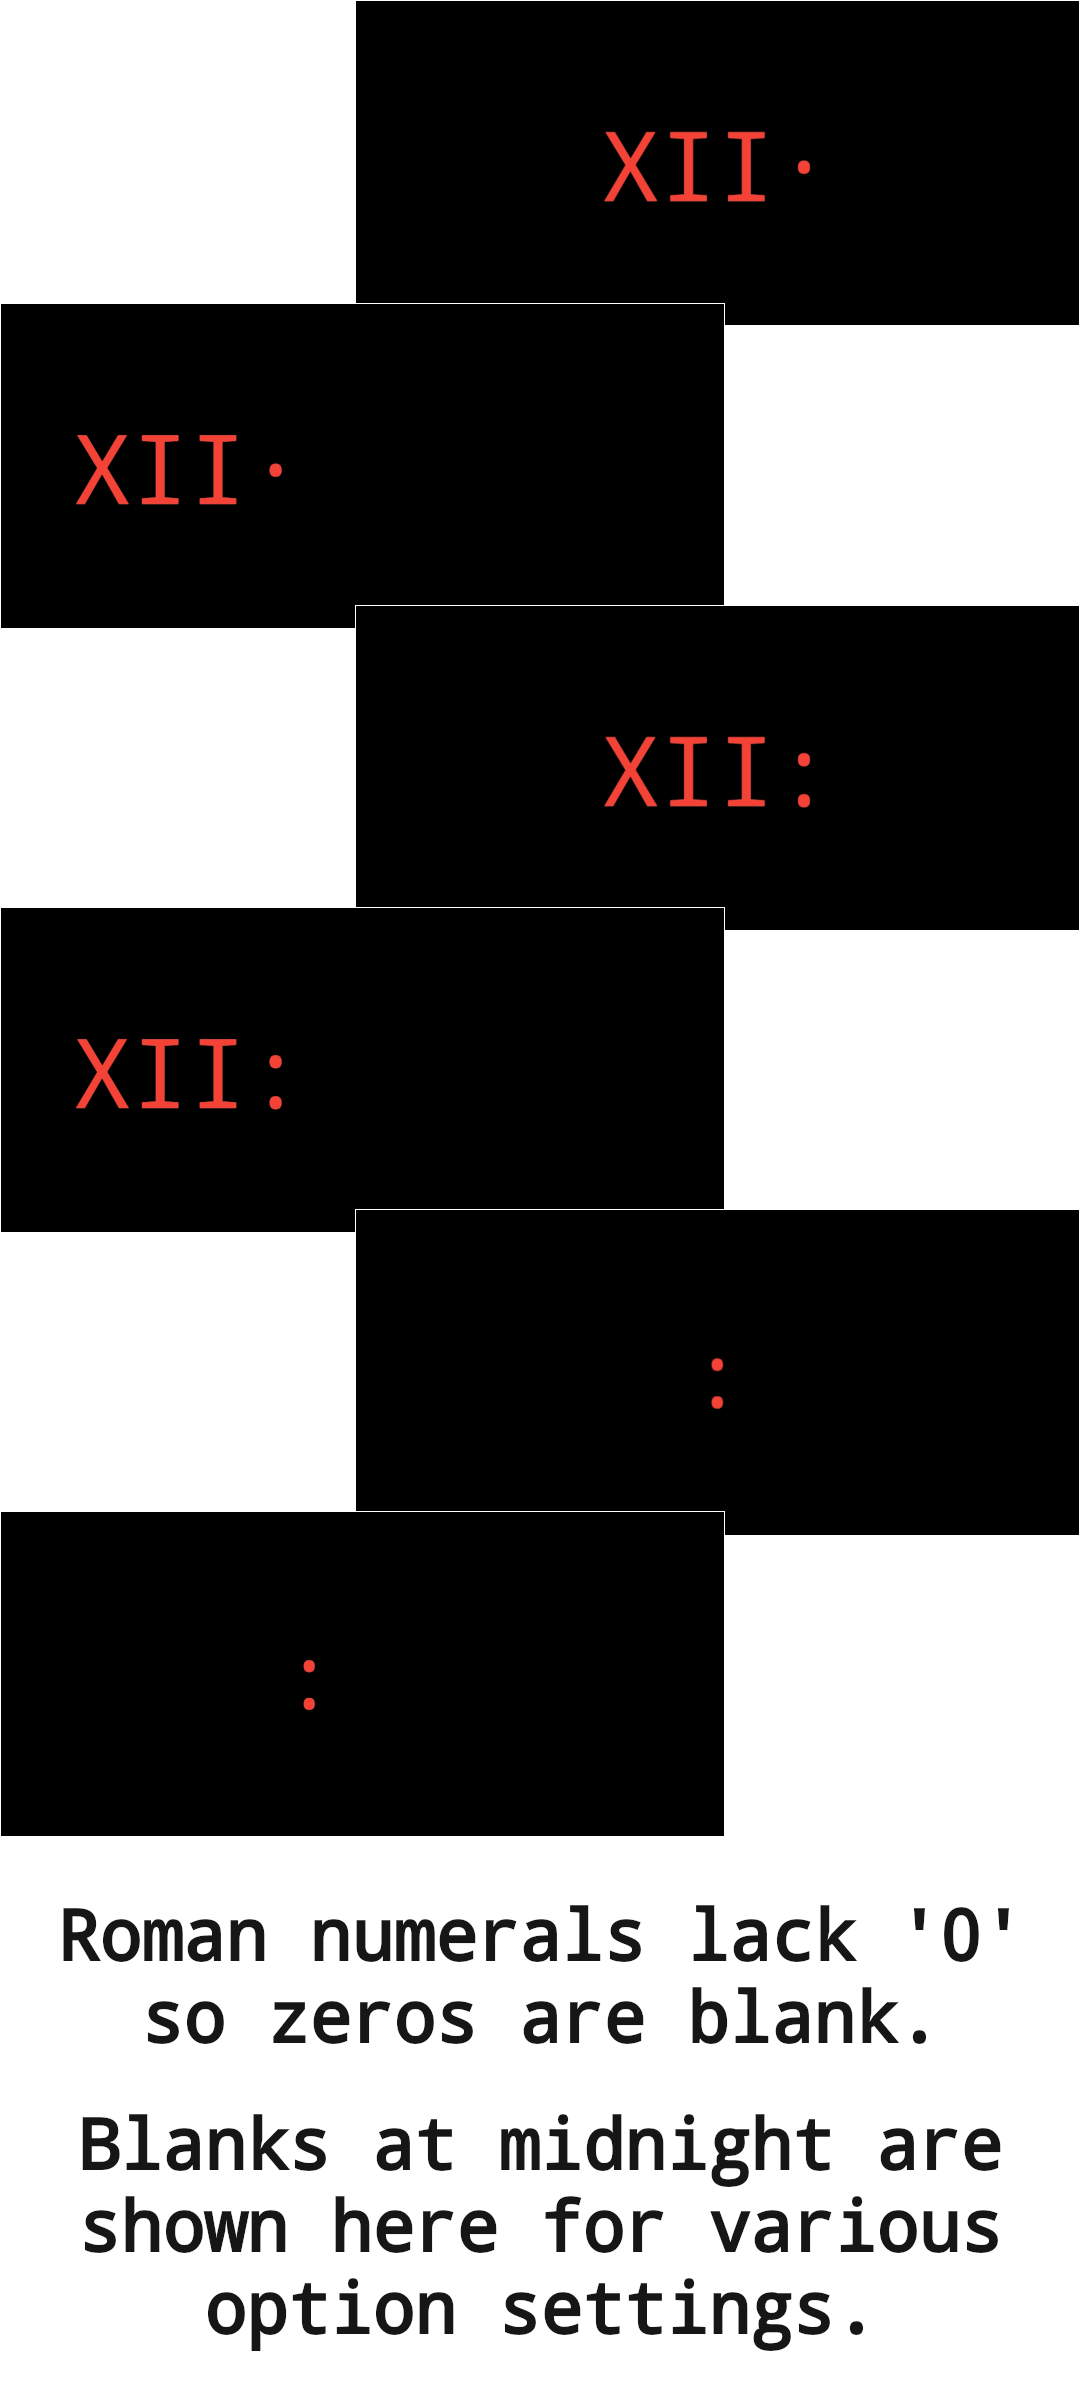 XII·
XII·
XII:
XII:
:
:
Roman numerals lack '0'
so zeros are blank.
Blanks at midnight are
shown here for various
option settings.